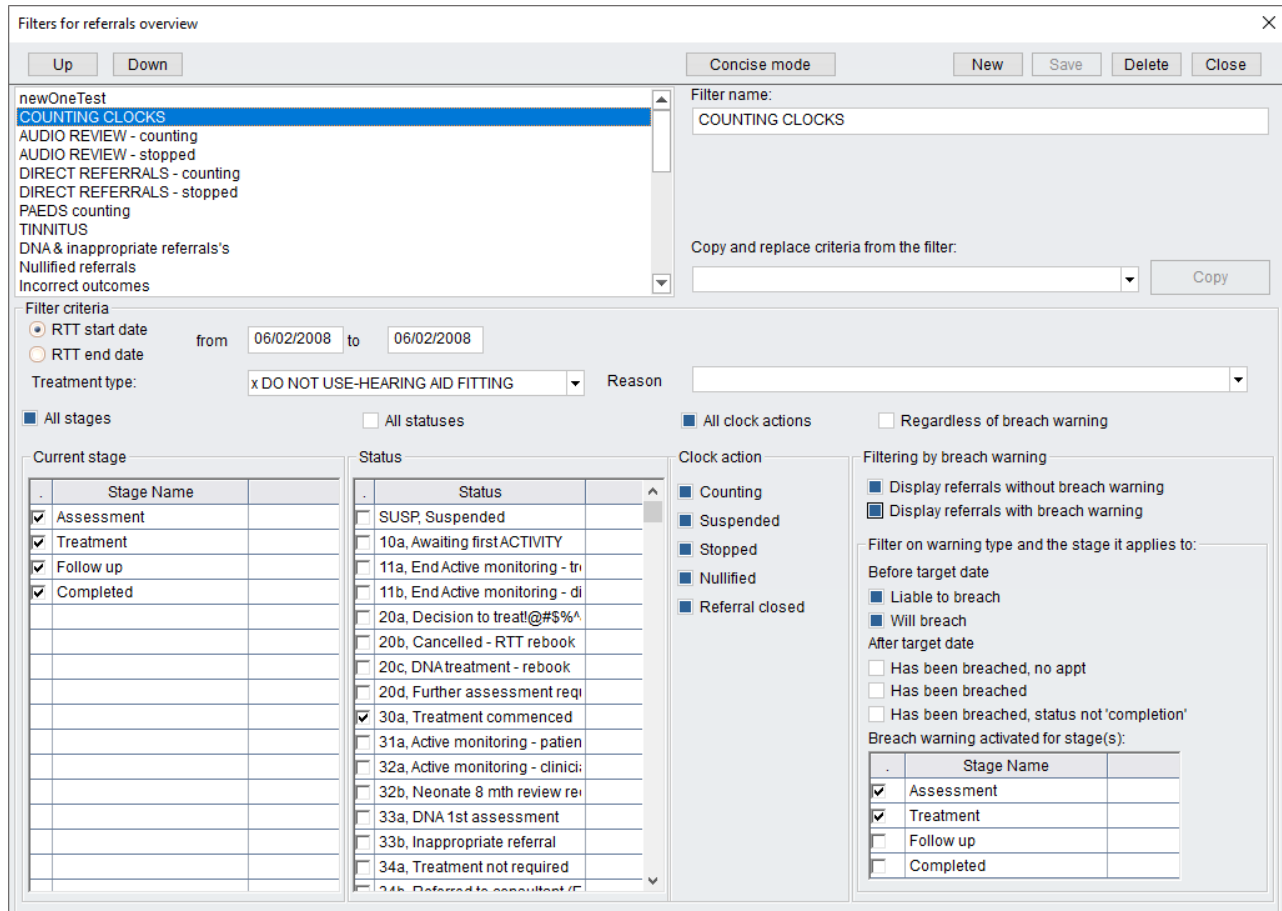 Filters for referrals overview
Up Down Concise mode New Save Delete Close
newOneTest
COUNTING CLOCKS
AUDIO REVIEW - counting
AUDIO REVIEW - stopped
DIRECT REFERRALS - counting
DIRECT REFERRALS - stopped
PAEDS counting
TINNITUS
DNA & inappropriate referrals's
Nullified referrals
Incorrect outcomes
Filter name:
COUNTING CLOCKS
Copy and replace criteria from the filter:
Copy
Filter criteria
RTT start date
RTT end date
from 06/02/2008 to 06/02/2008
Treatment type: x DO NOT USE-HEARING AID FITTING Reason
All stages All statuses All clock actions Regardless of breach warning
Current stage
. Stage Name
Assessment
Treatment
Follow up
Completed
Status
. Status
SUSP, Suspended
10a, Awaiting first ACTIVITY
11a, End Active monitoring - tr
11b, End Active monitoring - di
20a, Decision to treat!@#$%^
20b, Cancelled - RTT rebook
20c, DNA treatment - rebook
20d, Further assessment requ
30a, Treatment commenced
31a, Active monitoring - patien
32a, Active monitoring - clinici
32b, Neonate 8 mth review re
33a, DNA 1st assessment
33b, Inappropriate referral
34a, Treatment not required
34b, Referred to consultant (E
Clock action
Counting
Suspended
Stopped
Nullified
Referral closed
Filtering by breach warning
Display referrals without breach warning
Display referrals with breach warning
Filter on warning type and the stage it applies to:
Before target date
Liable to breach
Will breach
After target date
Has been breached, no appt
Has been breached
Has been breached, status not 'completion'
Breach warning activated for stage(s):
. Stage Name
Assessment
Treatment
Follow up
Completed